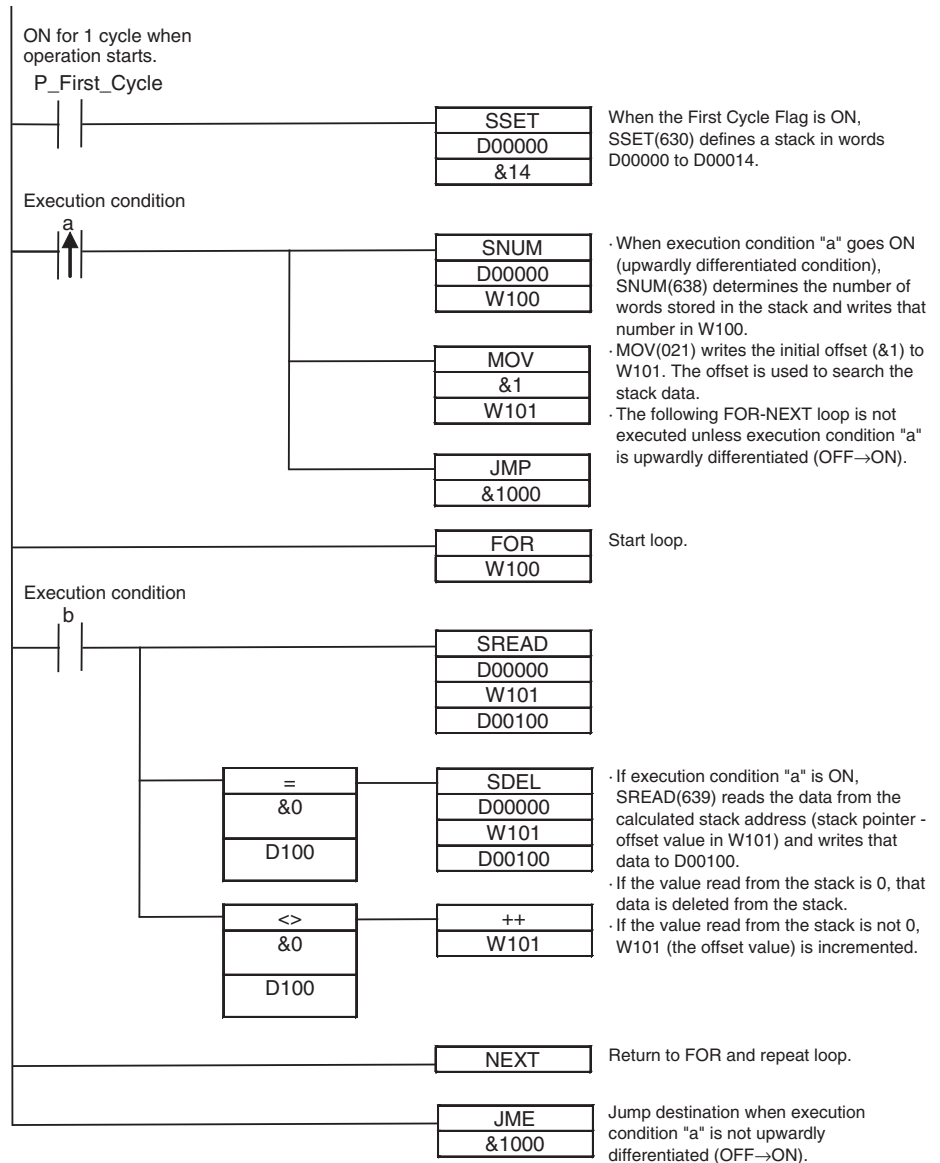 ON for 1 cycle when
operation starts.
P_First_Cycle
SSET
D00000
&14
When the First Cycle Flag is ON,
SSET(630) defines a stack in words
D00000 to D00014.
Execution condition
a
SNUM
D00000
W100
MOV
&1
W101
JMP
&1000
· When execution condition "a" goes ON
(upwardly differentiated condition),
SNUM(638) determines the number of
words stored in the stack and writes that
number in W100.
· MOV(021) writes the initial offset (&1) to
W101. The offset is used to search the
stack data.
· The following FOR-NEXT loop is not
executed unless execution condition "a"
is upwardly differentiated (OFF→ON).
FOR
W100
Start loop.
Execution condition
b
SREAD
D00000
W101
D00100
=
&0
D100
SDEL
D00000
W101
D00100
<>
&0
D100
++
W101
· If execution condition "a" is ON,
SREAD(639) reads the data from the
calculated stack address (stack pointer -
offset value in W101) and writes that
data to D00100.
· If the value read from the stack is 0, that
data is deleted from the stack.
· If the value read from the stack is not 0,
W101 (the offset value) is incremented.
NEXT
Return to FOR and repeat loop.
JME
&1000
Jump destination when execution
condition "a" is not upwardly
differentiated (OFF→ON).